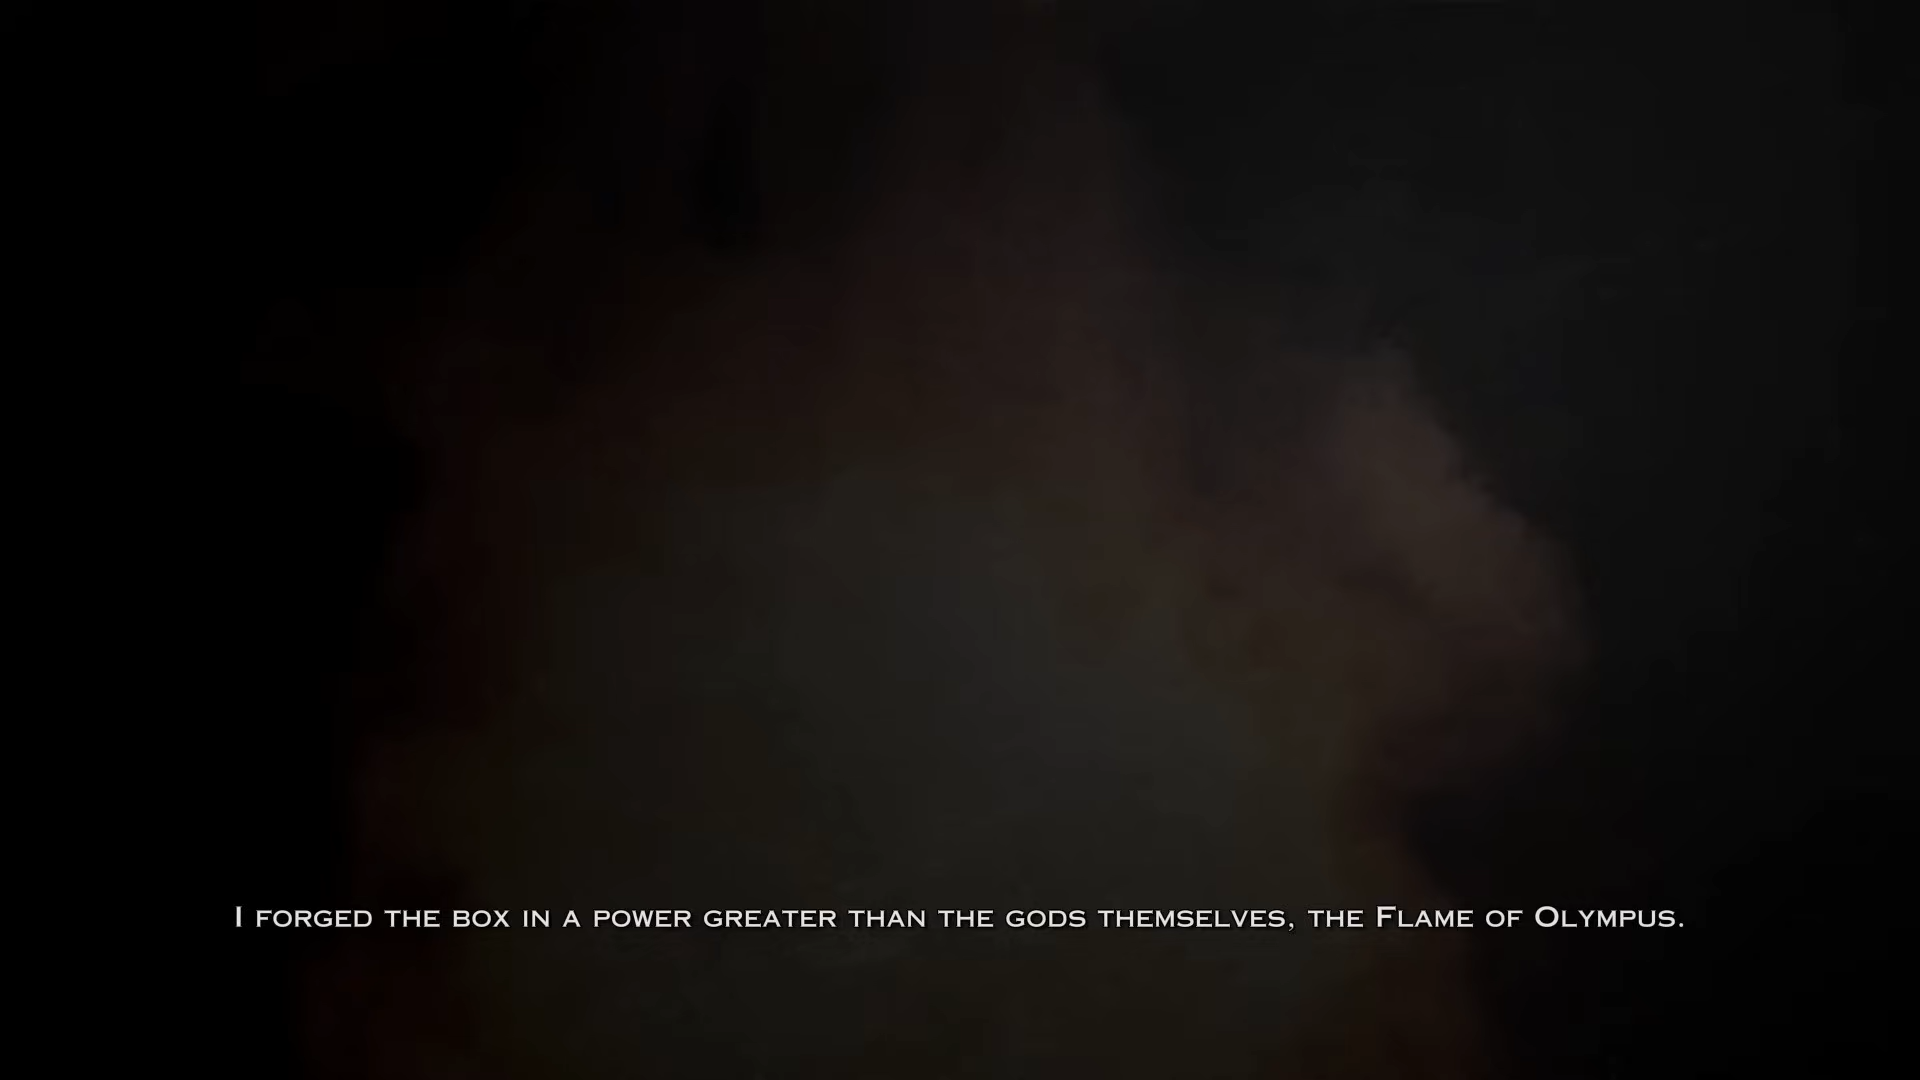 I forged the box in a power greater than the gods themselves, the Flame of Olympus.